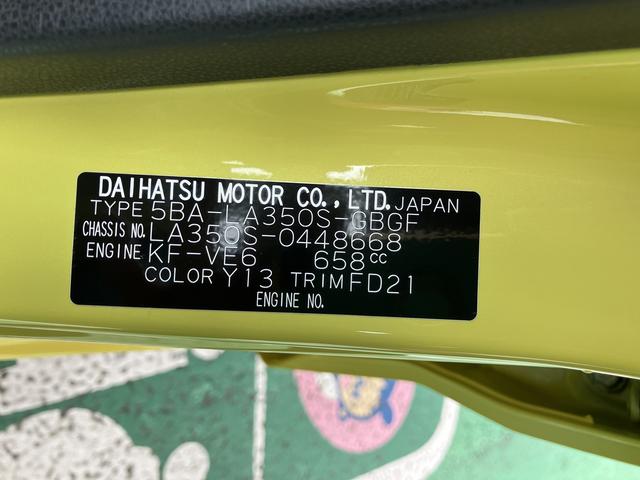 DAIHATSU MOTOR CO., LTD. JAPAN
TYPE 5BA-LA350S-GBGF
CHASSIS NO. LA350S-0448668
ENGINE KF-VE6 658cc
COLOR Y13 TRIM FD21
ENGINE NO.